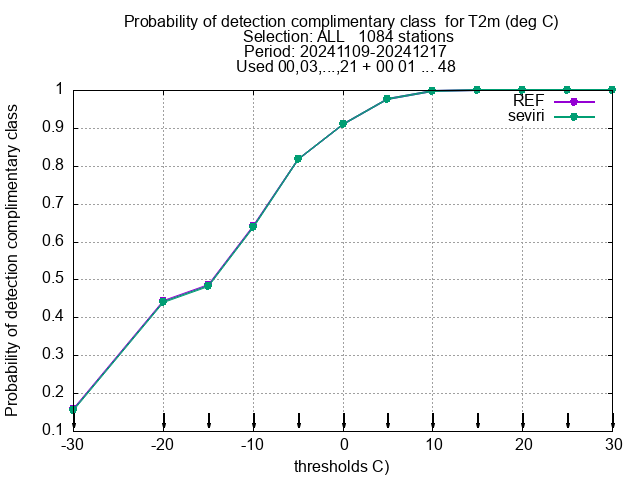 Probability of detection complimentary class  for T2m (deg C)
Selection: ALL   1084 stations
Period: 20241109-20241217
Used 00,03,...,21 + 00 01 ... 48
Probability of detection complimentary class
1
0.9
0.8
0.7
0.6
0.5
0.4
0.3
0.2
0.1
REF
seviri
-30
-20
-10
0
10
20
30
thresholds C)